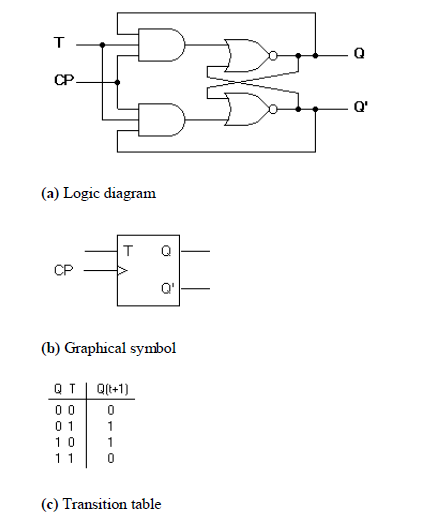 T
Q
CP
Q'
(a) Logic diagram
T Q
CP
Q'
(b) Graphical symbol
Q T Q(t+1)
0 0 0
0 1 1
1 0 1
1 1 0
(c) Transition table